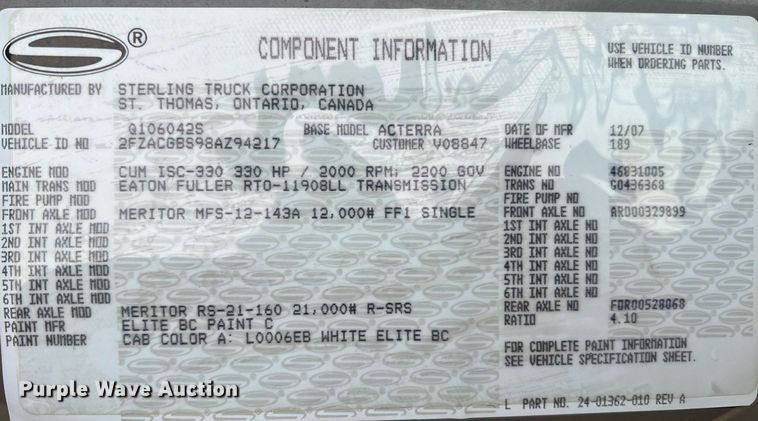 S ®
COMPONENT INFORMATION
USE VEHICLE ID NUMBER
WHEN ORDERING PARTS.
MANUFACTURED BY STERLING TRUCK CORPORATION
ST. THOMAS, ONTARIO, CANADA
MODEL Q106042S BASE MODEL ACTERRA DATE OF MFR 12/07
VEHICLE ID NO 2FZACGBS98AZ94217 CUSTOMER V08847 WHEELBASE 189
ENGINE MOD CUM ISC-330 330 HP / 2000 RPM; 2200 GOV ENGINE NO 46831005
MAIN TRANS MOD EATON FULLER RTO-11908LL TRANSMISSION TRANS NO G0436368
FIRE PUMP MOD FIRE PUMP NO
FRONT AXLE MOD MERITOR MFS-12-143A 12,000# FF1 SINGLE FRONT AXLE NO ARD00329899
1ST INT AXLE MOD 1ST INT AXLE NO
2ND INT AXLE MOD 2ND INT AXLE NO
3RD INT AXLE MOD 3RD INT AXLE NO
4TH INT AXLE MOD 4TH INT AXLE NO
5TH INT AXLE MOD 5TH INT AXLE NO
6TH INT AXLE MOD 6TH INT AXLE NO
REAR AXLE MOD MERITOR RS-21-160 21,000# R-SRS REAR AXLE NO FDR00528068
PAINT MFR ELITE BC PAINT C RATIO 4.10
PAINT NUMBER CAB COLOR A: L0006EB WHITE ELITE BC
FOR COMPLETE PAINT INFORMATION
SEE VEHICLE SPECIFICATION SHEET.
L PART NO. 24-01362-010 REV A
Purple Wave Auction